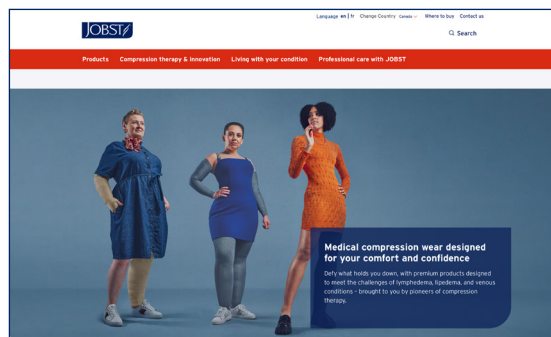 Language en | fr Change Country Canada Where to buy Contact us
JOBST
Search
Products Compression therapy & innovation Living with your condition Professional care with JOBST
Medical compression wear designed
for your comfort and confidence
Defy what holds you down, with premium products designed
to meet the challenges of lymphedema, lipedema, and venous
conditions – brought to you by pioneers of compression
therapy.